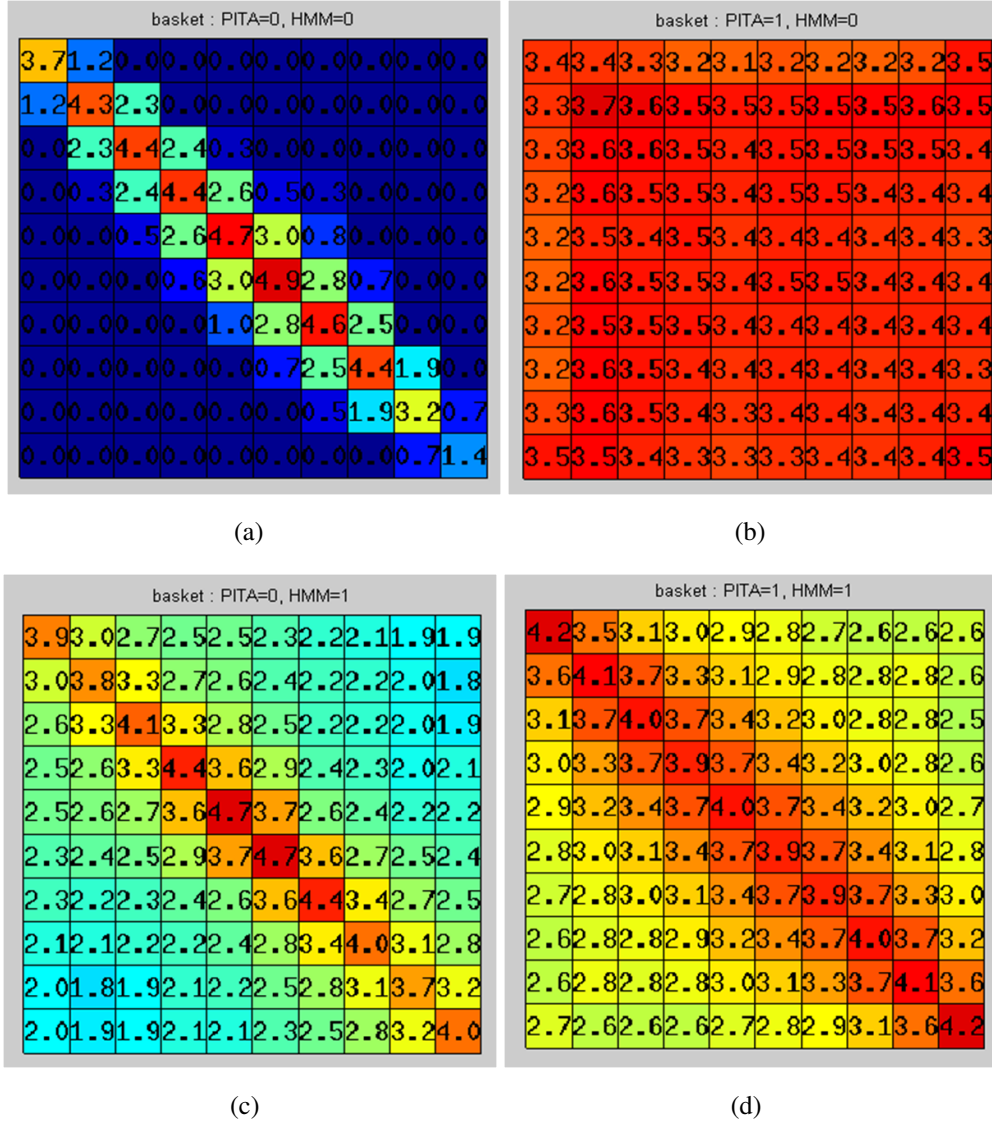 basket : PITA=0, HMM=0
3.7 1.2 0.0 0.0 0.0 0.0 0.0 0.0 0.0 0.0
1.2 4.3 2.3 0.0 0.0 0.0 0.0 0.0 0.0 0.0
0.0 2.3 4.4 2.4 0.3 0.0 0.0 0.0 0.0 0.0
0.0 0.3 2.4 4.4 2.6 0.5 0.3 0.0 0.0 0.0
0.0 0.0 0.5 2.6 4.7 3.0 0.8 0.0 0.0 0.0
0.0 0.0 0.0 0.6 3.0 4.9 2.8 0.7 0.0 0.0
0.0 0.0 0.0 0.0 1.0 2.8 4.6 2.5 0.0 0.0
0.0 0.0 0.0 0.0 0.0 0.7 2.5 4.4 1.9 0.0
0.0 0.0 0.0 0.0 0.0 0.0 0.5 1.9 3.2 0.7
0.0 0.0 0.0 0.0 0.0 0.0 0.0 0.0 0.7 1.4
(a)
basket : PITA=1, HMM=0
3.4 3.4 3.3 3.2 3.1 3.2 3.2 3.2 3.2 3.5
3.3 3.7 3.6 3.5 3.5 3.5 3.5 3.5 3.6 3.5
3.3 3.6 3.6 3.5 3.4 3.5 3.5 3.5 3.5 3.4
3.2 3.6 3.5 3.5 3.4 3.5 3.5 3.4 3.4 3.4
3.2 3.5 3.4 3.5 3.4 3.4 3.4 3.4 3.4 3.3
3.2 3.6 3.5 3.5 3.4 3.5 3.5 3.4 3.4 3.4
3.2 3.5 3.5 3.5 3.4 3.4 3.4 3.4 3.4 3.4
3.2 3.6 3.5 3.4 3.4 3.4 3.4 3.4 3.4 3.4
3.3 3.6 3.5 3.4 3.3 3.4 3.4 3.4 3.4 3.4
3.5 3.5 3.4 3.3 3.3 3.3 3.4 3.4 3.4 3.5
(b)
basket : PITA=0, HMM=1
3.9 3.0 2.7 2.5 2.5 2.3 2.2 2.1 1.9 1.9
3.0 3.8 3.3 2.7 2.6 2.4 2.2 2.2 2.0 1.8
2.6 3.3 4.1 3.3 2.8 2.5 2.2 2.2 2.0 1.9
2.5 2.6 3.3 4.4 3.6 2.9 2.4 2.3 2.0 2.1
2.5 2.6 2.7 3.6 4.7 3.7 2.6 2.4 2.2 2.2
2.3 2.4 2.5 2.9 3.7 4.7 3.6 2.7 2.5 2.4
2.3 2.2 2.3 2.4 2.6 3.6 4.4 3.4 2.7 2.5
2.1 2.1 2.2 2.2 2.4 2.8 3.4 4.0 3.1 2.8
2.0 1.8 1.9 2.1 2.2 2.5 2.8 3.1 3.7 3.2
2.0 1.9 1.9 2.1 2.1 2.3 2.5 2.8 3.2 4.0
(c)
basket : PITA=1, HMM=1
4.2 3.5 3.1 3.0 2.9 2.8 2.7 2.6 2.6 2.6
3.6 4.1 3.7 3.3 3.1 2.9 2.8 2.8 2.8 2.6
3.1 3.7 4.0 3.7 3.4 3.2 3.0 2.8 2.8 2.5
3.0 3.3 3.7 3.9 3.7 3.4 3.2 3.0 2.8 2.6
2.9 3.2 3.4 3.7 4.0 3.7 3.4 3.2 3.0 2.7
2.8 3.0 3.1 3.4 3.7 3.9 3.7 3.4 3.1 2.8
2.7 2.8 3.0 3.1 3.4 3.7 3.9 3.7 3.3 3.0
2.6 2.8 2.8 2.9 3.2 3.4 3.7 4.0 3.7 3.2
2.6 2.8 2.8 2.8 3.0 3.1 3.3 3.7 4.1 3.6
2.7 2.6 2.6 2.6 2.7 2.8 2.9 3.1 3.6 4.2
(d)